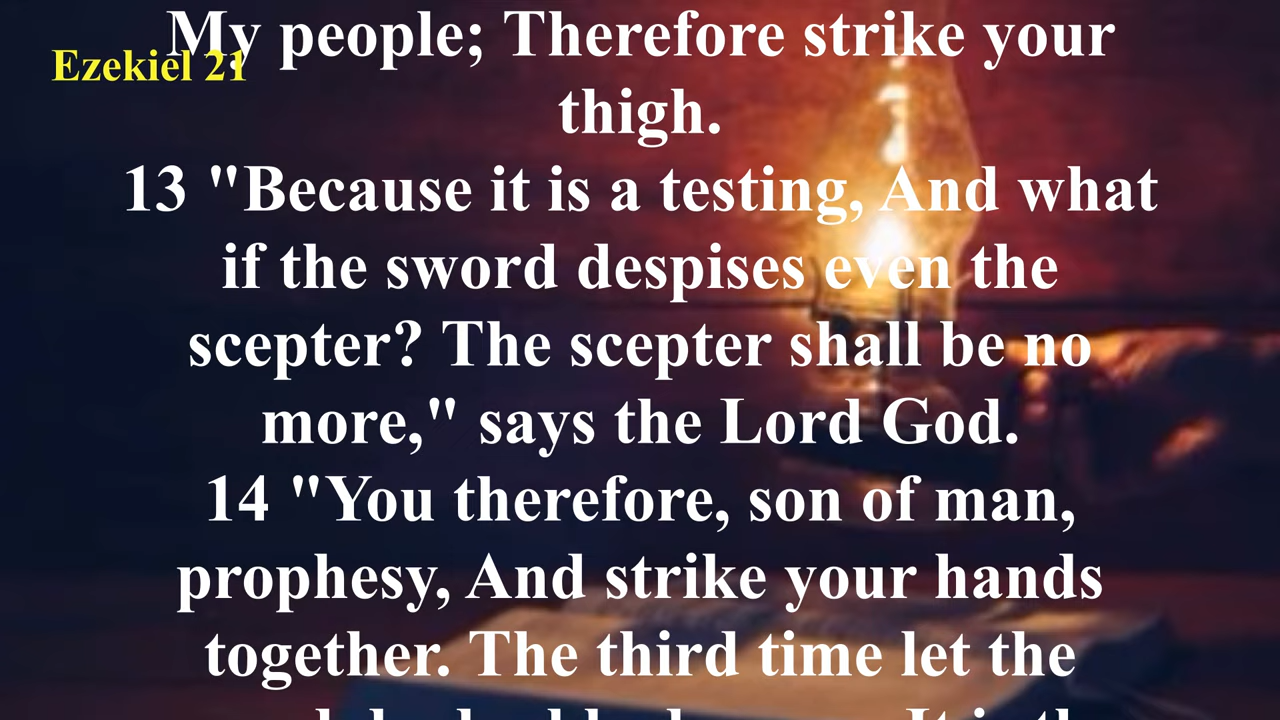 My people; Therefore strike your
Ezekiel 21
thigh.
13 "Because it is a testing, And what
if the sword despises even the
scepter? The scepter shall be no
more," says the Lord God.
14 "You therefore, son of man,
prophesy, And strike your hands
together. The third time let the